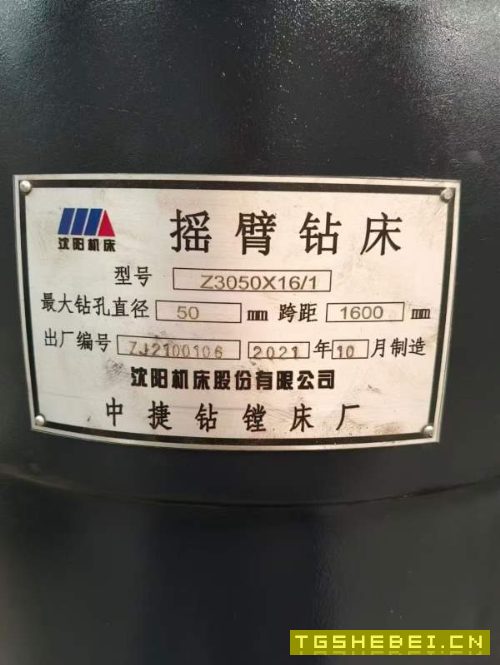 沈阳机床
摇臂钻床
型号 Z3050X16/1
最大钻孔直径 50 mm 跨距 1600 mm
出厂编号 ZJ2100106 2021 年 10 月制造
沈阳机床股份有限公司
中捷钻镗床厂
TGSHEBEI.CN